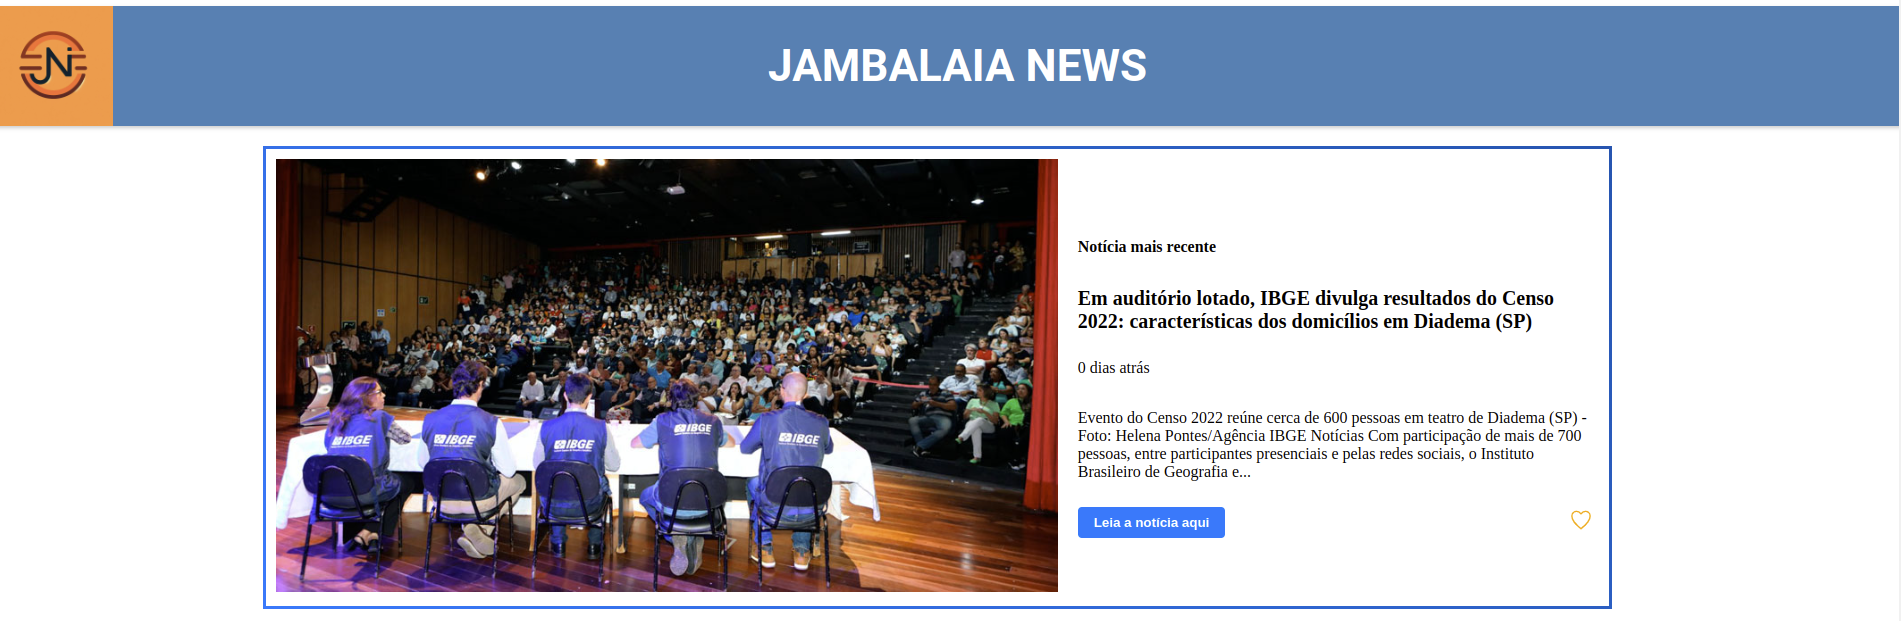 JN
JAMBALAIA NEWS
Notícia mais recente
Em auditório lotado, IBGE divulga resultados do Censo
2022: características dos domicílios em Diadema (SP)
0 dias atrás
Evento do Censo 2022 reúne cerca de 600 pessoas em teatro de Diadema (SP) -
Foto: Helena Pontes/Agência IBGE Notícias Com participação de mais de 700
pessoas, entre participantes presenciais e pelas redes sociais, o Instituto
Brasileiro de Geografia e...
Leia a notícia aqui
IBGE
IBGE
IBGE
IBGE
IBGE